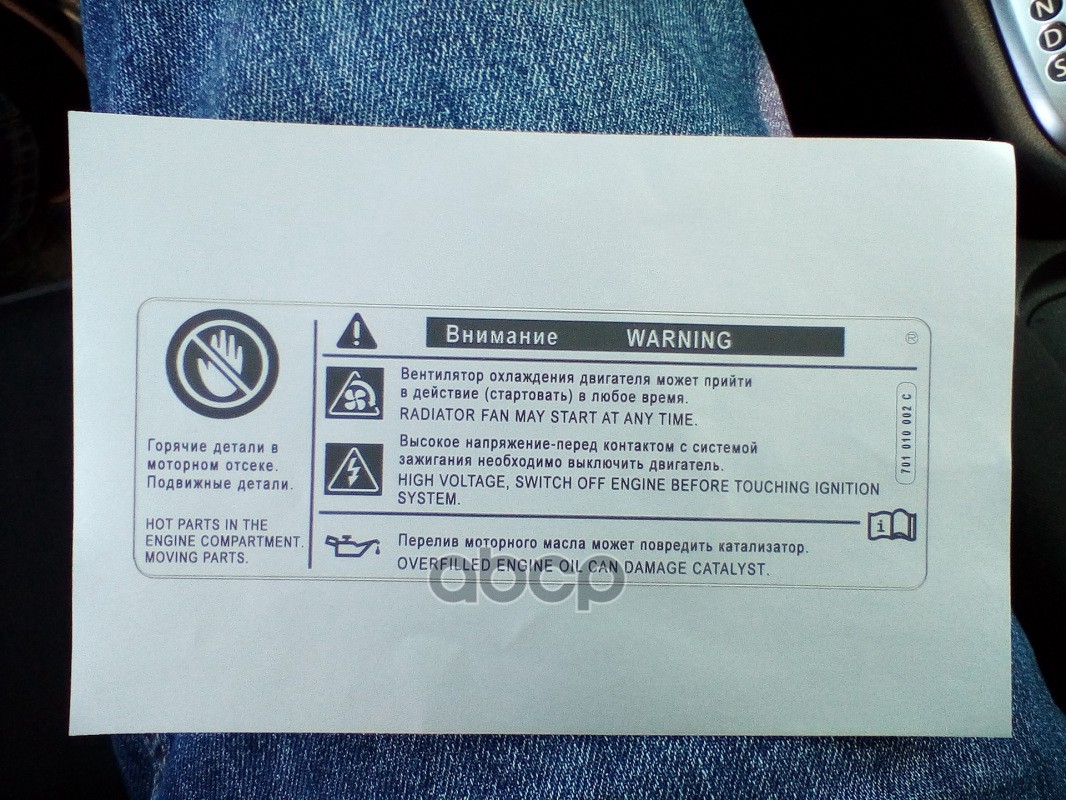 N
D
S
Внимание WARNING
®
Вентилятор охлаждения двигателя может прийти
в действие (стартовать) в любое время.
RADIATOR FAN MAY START AT ANY TIME.
Высокое напряжение-перед контактом с системой
зажигания необходимо выключить двигатель.
HIGH VOLTAGE, SWITCH OFF ENGINE BEFORE TOUCHING IGNITION
SYSTEM.
701 010 002 C
Горячие детали в
моторном отсеке.
Подвижные детали.
HOT PARTS IN THE
ENGINE COMPARTMENT.
MOVING PARTS.
i
Перелив моторного масла может повредить катализатор.
OVERFILLED ENGINE OIL CAN DAMAGE CATALYST.
abcp